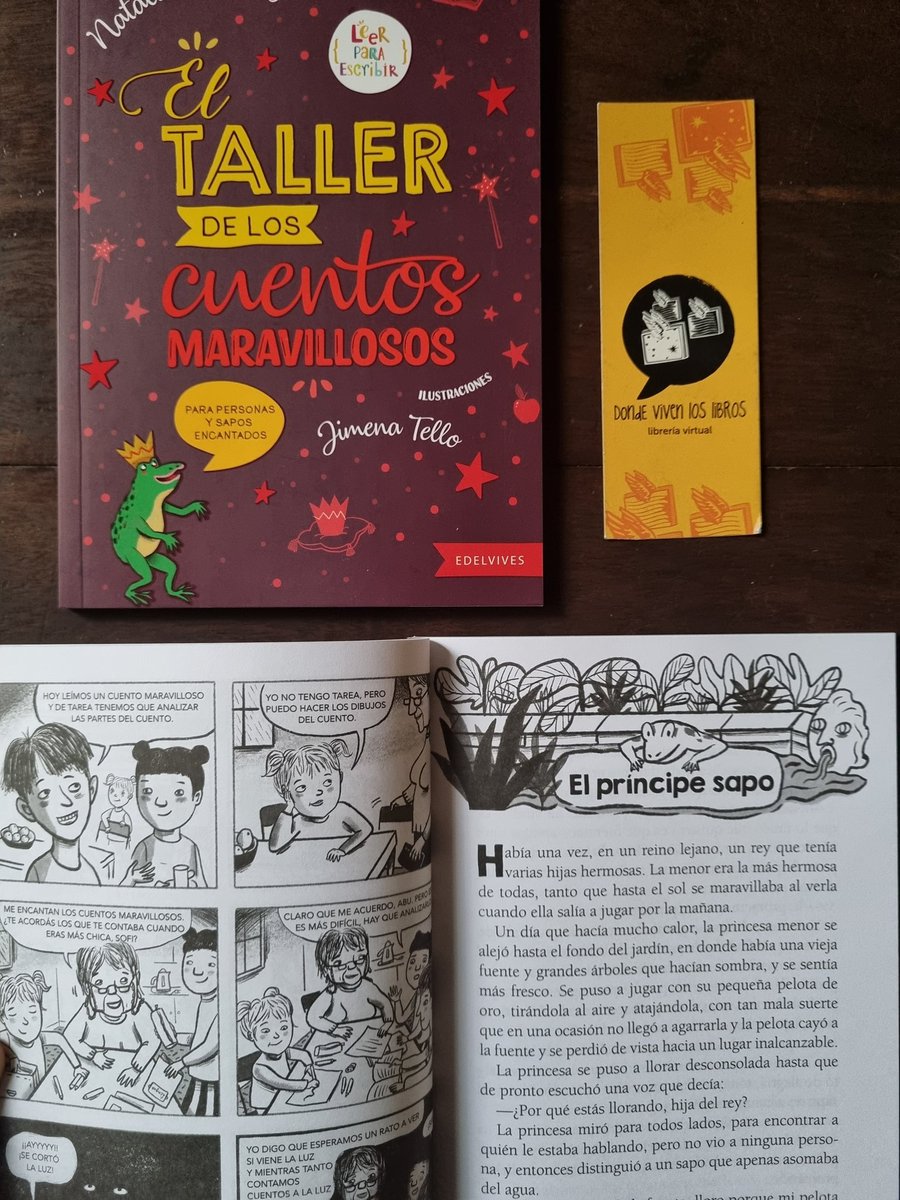 LEER
PARA
ESCRIBIR
El
TALLER
DE LOS
cuentos
MARAVILLOSOS
PARA PERSONAS
Y SAPOS
ENCANTADOS
ILUSTRACIONES
Jimena Tello
EDELVIVES
DONDE VIVEN LOS LIBROS
librería virtual
HOY LEÍMOS UN CUENTO MARAVILLOSO
Y DE TAREA TENEMOS QUE ANALIZAR
LAS PARTES DEL CUENTO.
YO NO TENGO TAREA, PERO
PUEDO HACER LOS DIBUJOS
DEL CUENTO.
ME ENCANTAN LOS CUENTOS MARAVILLOSOS.
¿TE ACORDÁS LOS QUE TE CONTABA CUANDO
ERAS MÁS CHICA, SOFI?
CLARO QUE ME ACUERDO, ABU. PERO
ES MÁS DIFÍCIL, HAY QUE
¡¡AYYYYY!!
¡SE CORTÓ
LA LUZ!
YO DIGO QUE ESPERAMOS UN RATO A VER
SI VIENE LA LUZ
Y MIENTRAS TANTO
CONTAMOS
CUENTOS A LA LUZ
El príncipe sapo
Había una vez, en un reino lejano, un rey que tenía
varias hijas hermosas. La menor era la más hermosa
de todas, tanto que hasta el sol se maravillaba al verla
cuando ella salía a jugar por la mañana.
Un día que hacía mucho calor, la princesa menor se
alejó hasta el fondo del jardín, en donde había una vieja
fuente y grandes árboles que hacían sombra, y se sentía
más fresco. Se puso a jugar con su pequeña pelota de
oro, tirándola al aire y atajándola, con tan mala suerte
que en una ocasión no llegó a agarrarla y la pelota cayó a
la fuente y se perdió de vista hacia un lugar inalcanzable.
La princesa se puso a llorar desconsolada hasta que
de pronto escuchó una voz que decía:
—¿Por qué estás llorando, hija del rey?
La princesa miró para todos lados, para encontrar a
quién le estaba hablando, pero no vio a ninguna perso-
na, y entonces distinguió a un sapo que apenas asomaba
del agua.
lloro porque mi pelota